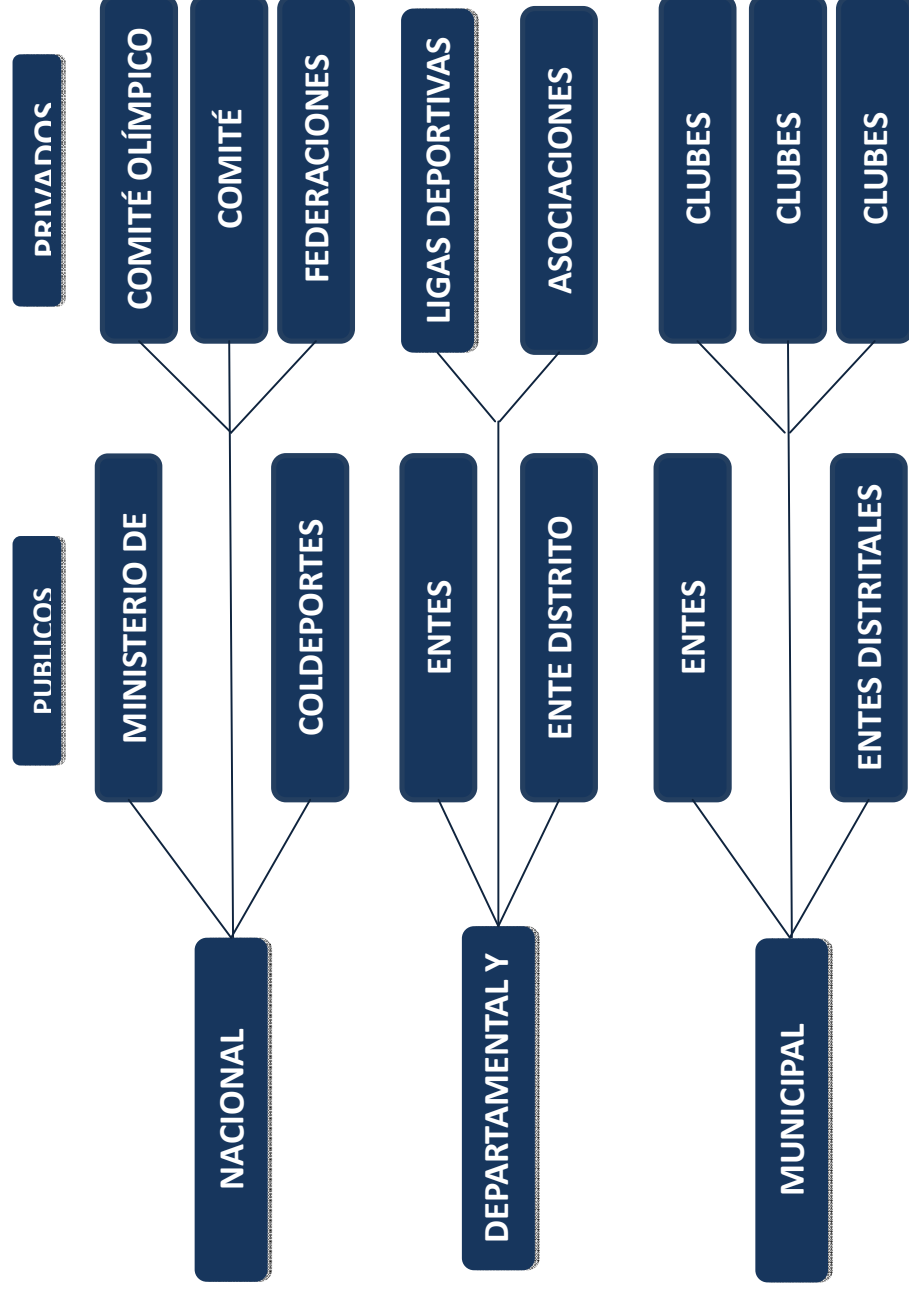 PUBLICOS
PRIVADOS
NACIONAL
MINISTERIO DE
COLDEPORTES
COMITÉ OLÍMPICO
COMITÉ
FEDERACIONES
DEPARTAMENTAL Y
ENTES
ENTE DISTRITO
LIGAS DEPORTIVAS
ASOCIACIONES
MUNICIPAL
ENTES
ENTES DISTRITALES
CLUBES
CLUBES
CLUBES